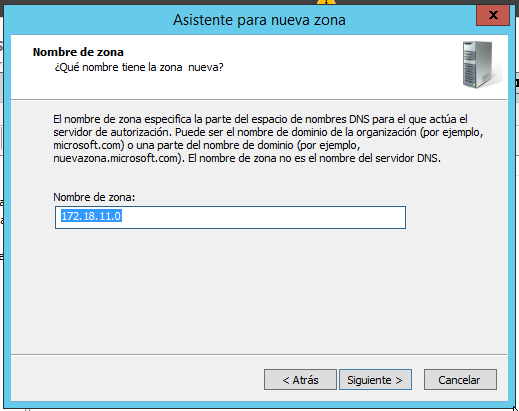 Asistente para nueva zona
x
Nombre de zona
¿Qué nombre tiene la zona nueva?
El nombre de zona especifica la parte del espacio de nombres DNS para el que actúa el
servidor de autorización. Puede ser el nombre de dominio de la organización (por ejemplo,
microsoft.com) o una parte del nombre de dominio (por ejemplo,
nuevazona.microsoft.com). El nombre de zona no es el nombre del servidor DNS.
Nombre de zona:
172.18.11.0
< Atrás
Siguiente >
Cancelar